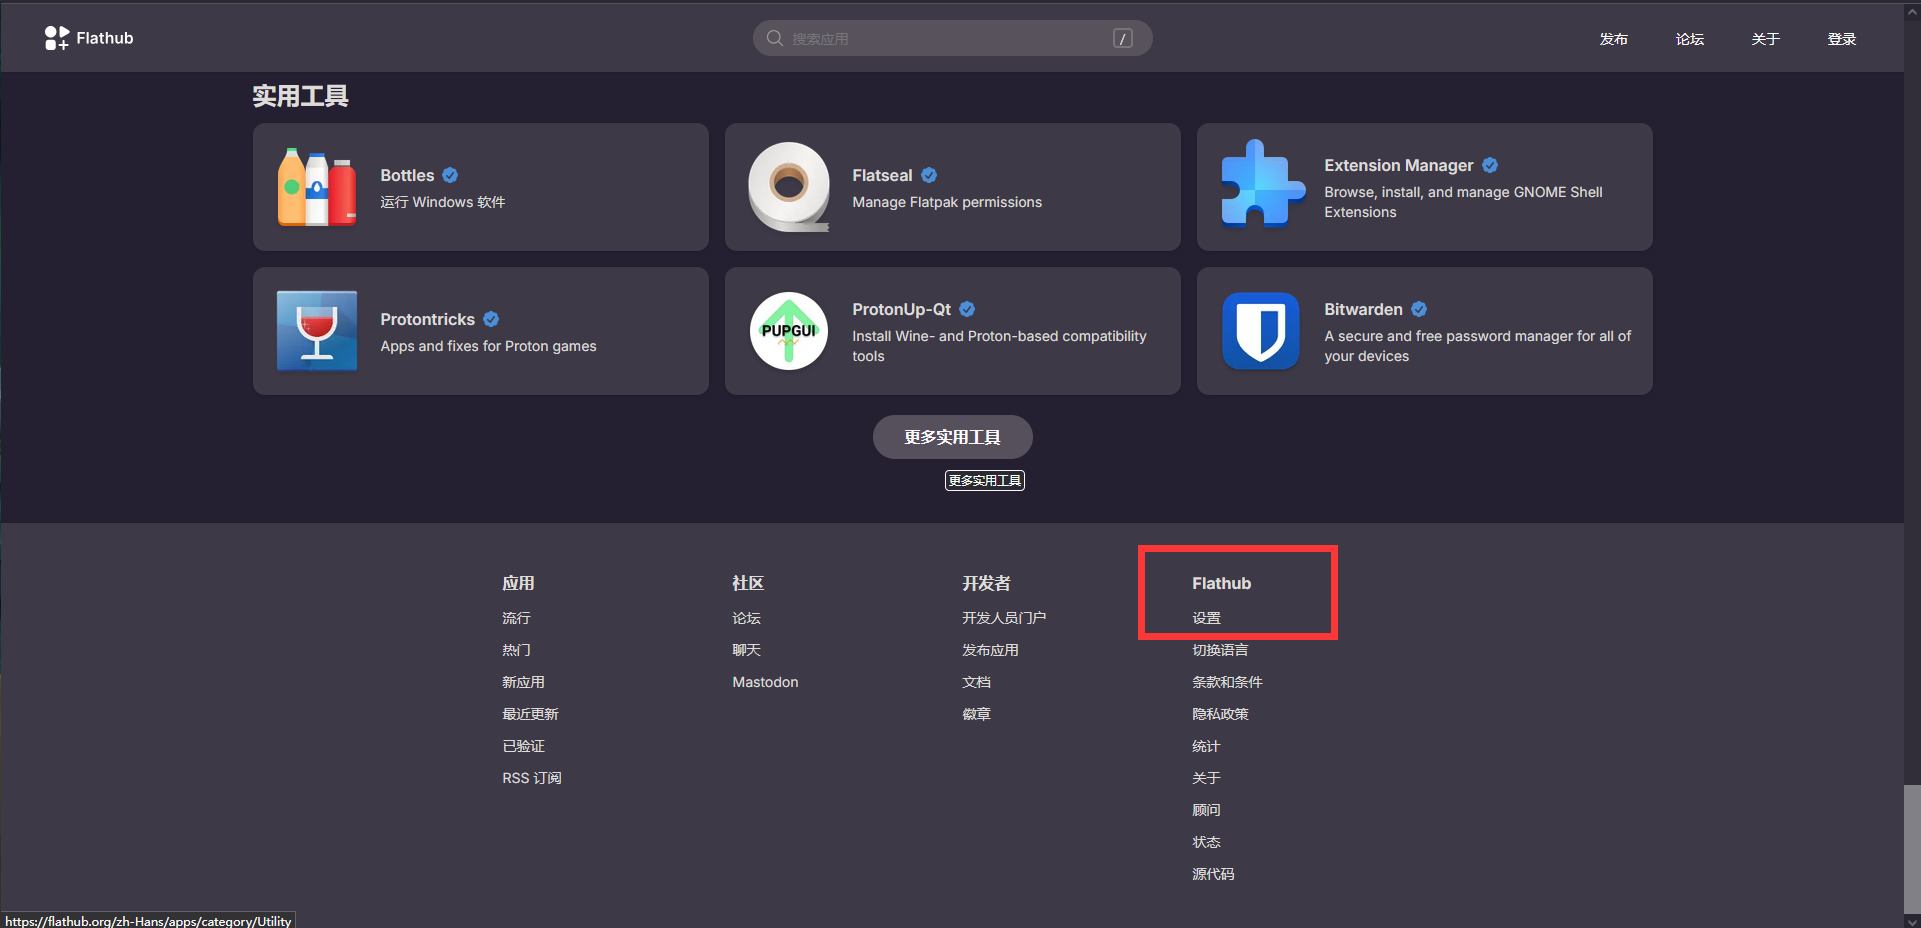 Flathub
搜索应用
/
发布
论坛
关于
登录
实用工具
Bottles
运行 Windows 软件
Flatseal
Manage Flatpak permissions
Extension Manager
Browse, install, and manage GNOME Shell
Extensions
Protontricks
Apps and fixes for Proton games
PUPGUI
ProtonUp-Qt
Install Wine- and Proton-based compatibility
tools
Bitwarden
A secure and free password manager for all of
your devices
更多实用工具
更多实用工具
应用
流行
热门
新应用
最近更新
已验证
RSS 订阅
社区
论坛
聊天
Mastodon
开发者
开发人员门户
发布应用
文档
徽章
Flathub
设置
切换语言
条款和条件
隐私政策
统计
关于
顾问
状态
源代码
https://flathub.org/zh-Hans/apps/category/Utility